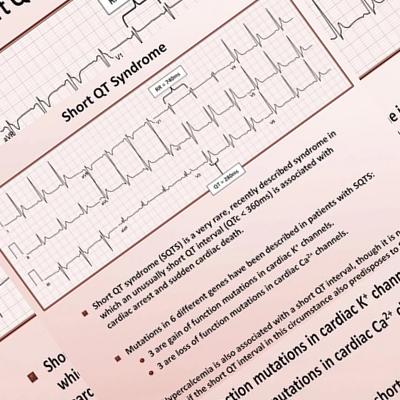 Short QT Syndrome
RR = 740ms
QT = 280ms
Short QT syndrome (SQTS) is a very rare, recently described syndrome in
which an unusually short QT interval (QTc < 360ms) is associated with
cardiac arrest and sudden cardiac death.
Mutations in 6 different genes have been described in patients with SQTS:
3 are gain of function mutations in cardiac K⁺ channels.
3 are loss of function mutations in cardiac Ca²⁺ channels.
Hypercalcemia is also associated with a short QT interval, though it is
if the short QT interval in this circumstance also predisposes to
mutations in cardiac K⁺
mutations in cardiac Ca²⁺
short
Sho
whi